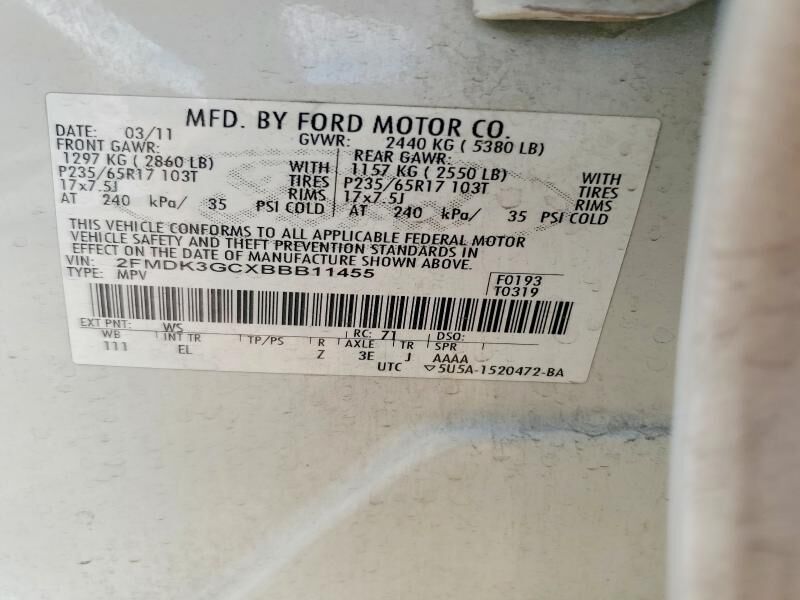 MFD. BY FORD MOTOR CO.
DATE: 03/11 GVWR: 2440 KG ( 5380 LB)
FRONT GAWR: REAR GAWR:
1297 KG ( 2860 LB) WITH 1157 KG ( 2550 LB) WITH
P235/65R17 103T TIRES P235/65R17 103T TIRES
17x7.5J RIMS 17x7.5J RIMS
AT 240 kPa/ 35 PSI COLD AT 240 kPa/ 35 PSI COLD
THIS VEHICLE CONFORMS TO ALL APPLICABLE FEDERAL MOTOR
VEHICLE SAFETY AND THEFT PREVENTION STANDARDS IN
EFFECT ON THE DATE OF MANUFACTURE SHOWN ABOVE.
VIN: 2FMDK3GCXBBB11455
TYPE: MPV F0193
T0319
EXT PNT: WS RC: 71 DSO:
WB INT TR TP/PS R AXLE TR SPR
111 EL Z 3E J AAAA
UTC ▽5U5A-1520472-BA